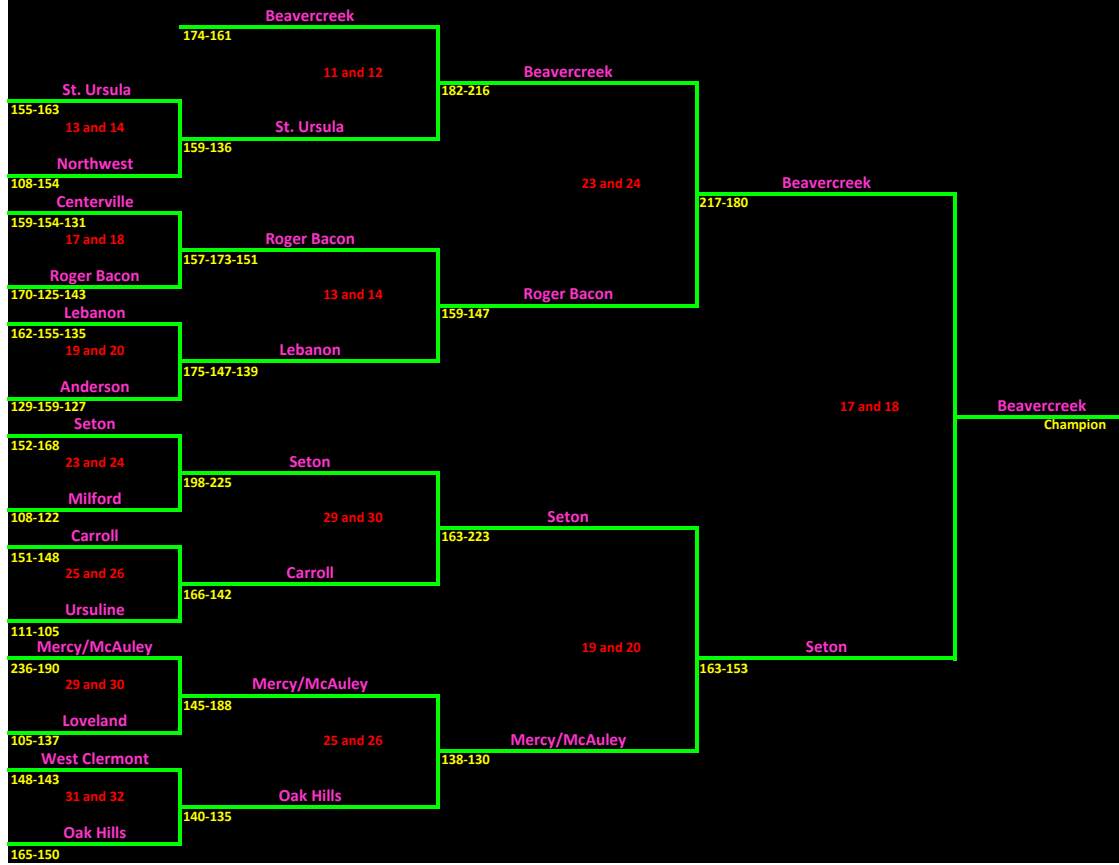 Beavercreek
174-161
11 and 12
Beavercreek
182-216
St. Ursula
155-163
13 and 14
St. Ursula
159-136
Northwest
108-154
23 and 24
Beavercreek
217-180
Centerville
159-154-131
17 and 18
Roger Bacon
157-173-151
Roger Bacon
170-125-143
13 and 14
Roger Bacon
159-147
Lebanon
162-155-135
19 and 20
Lebanon
175-147-139
Anderson
129-159-127
17 and 18
Beavercreek
Champion
Seton
152-168
23 and 24
Seton
198-225
Milford
108-122
29 and 30
Seton
163-223
Carroll
151-148
25 and 26
Carroll
166-142
Ursuline
111-105
19 and 20
Seton
163-153
Mercy/McAuley
236-190
29 and 30
Mercy/McAuley
145-188
Loveland
105-137
25 and 26
Mercy/McAuley
138-130
West Clermont
148-143
31 and 32
Oak Hills
140-135
Oak Hills
165-150